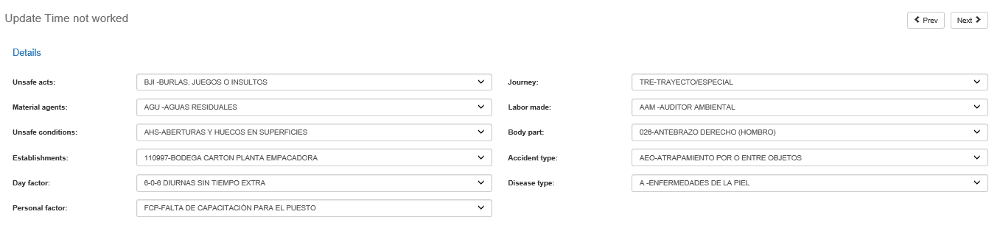 Update Time not worked
Prev
Next
Details
Unsafe acts: BJI -BURLAS, JUEGOS O INSULTOS
Journey: TRE-TRAYECTO/ESPECIAL
Material agents: AGU -AGUAS RESIDUALES
Labor made: AAM -AUDITOR AMBIENTAL
Unsafe conditions: AHS-ABERTURAS Y HUECOS EN SUPERFICIES
Body part: 026-ANTEBRAZO DERECHO (HOMBRO)
Establishments: 110997-BODEGA CARTON PLANTA EMPACADORA
Accident type: AEO-ATRAPAMIENTO POR O ENTRE OBJETOS
Day factor: 6-0-6 DIURNAS SIN TIEMPO EXTRA
Disease type: A -ENFERMEDADES DE LA PIEL
Personal factor: FCP-FALTA DE CAPACITACIÓN PARA EL PUESTO